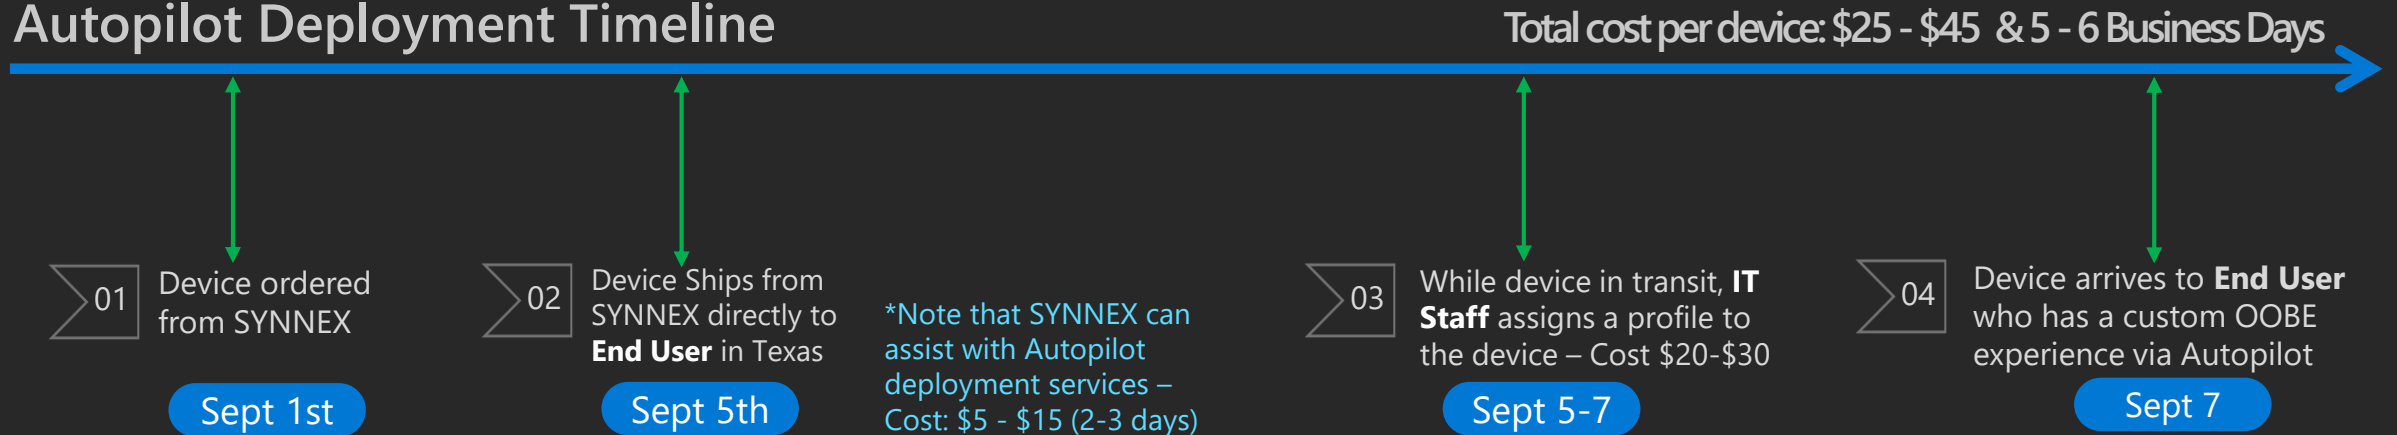 Autopilot Deployment Timeline
Total cost per device: $25 - $45 & 5 - 6 Business Days
01
Device ordered
from SYNNEX
Sept 1st
02
Device Ships from
SYNNEX directly to
End User in Texas
Sept 5th
*Note that SYNNEX can
assist with Autopilot
deployment services –
Cost: $5 - $15 (2-3 days)
03
While device in transit, IT
Staff assigns a profile to
the device – Cost $20-$30
Sept 5-7
04
Device arrives to End User
who has a custom OOBE
experience via Autopilot
Sept 7